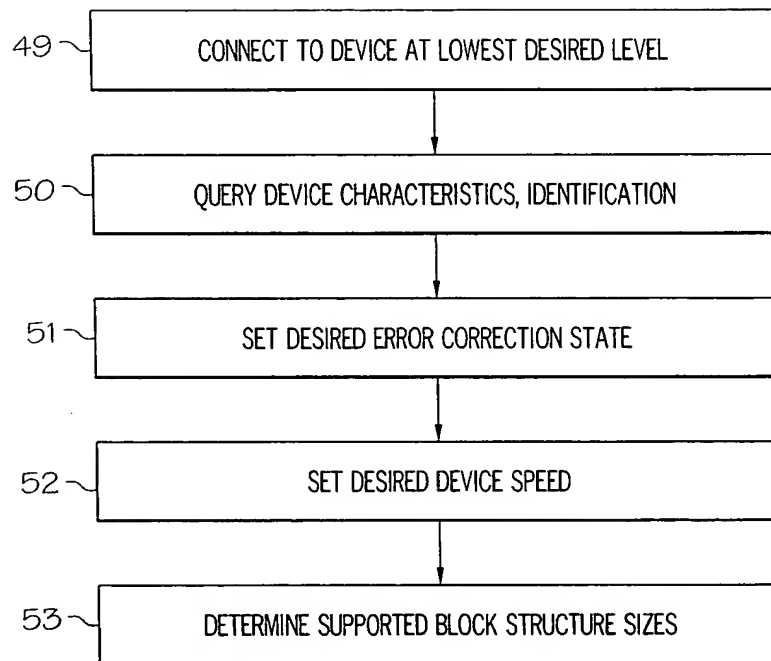 49 CONNECT TO DEVICE AT LOWEST DESIRED LEVEL
50 QUERY DEVICE CHARACTERISTICS, IDENTIFICATION
51 SET DESIRED ERROR CORRECTION STATE
52 SET DESIRED DEVICE SPEED
53 DETERMINE SUPPORTED BLOCK STRUCTURE SIZES